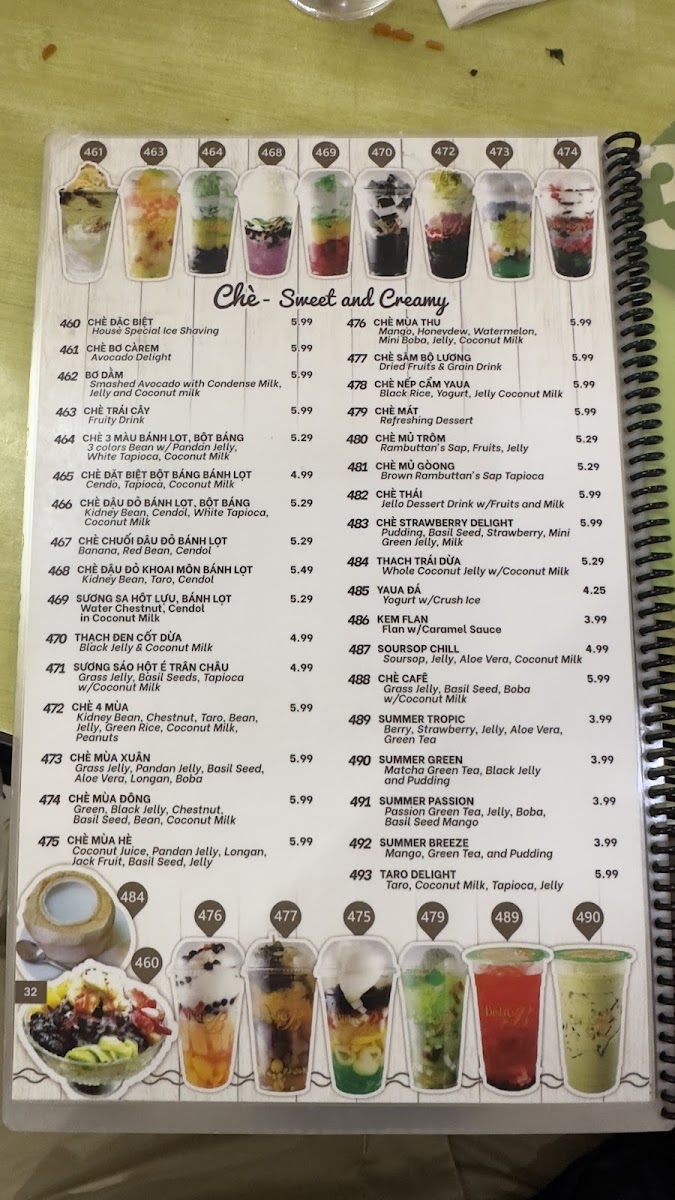 461 463 464 468 469 470 472 473 474
Chè - Sweet and Creamy
460 CHÈ ĐẶC BIỆT 5.99
House Special Ice Shaving
461 CHÈ BƠ CÀREM 5.99
Avocado Delight
462 BƠ DẦM 5.99
Smashed Avocado with Condense Milk,
Jelly and Coconut milk
463 CHÈ TRÁI CÂY 5.99
Fruity Drink
464 CHÈ 3 MÀU BÁNH LỌT, BỘT BÁNG 5.29
3 colors Bean w/ Pandan Jelly,
White Tapioca, Coconut Milk
465 CHÈ ĐẶT BIỆT BỘT BÁNG BÁNH LỌT 4.99
Cendo, Tapioca, Coconut Milk
466 CHÈ ĐẬU ĐỎ BÁNH LỌT, BỘT BÁNG 5.29
Kidney Bean, Cendol, White Tapioca,
Coconut Milk
467 CHÈ CHUỐI ĐẬU ĐỎ BÁNH LỌT 5.29
Banana, Red Bean, Cendol
468 CHÈ ĐẬU ĐỎ KHOAI MÔN BÁNH LỌT 5.49
Kidney Bean, Taro, Cendol
469 SƯƠNG SA HỘT LỰU, BÁNH LỌT 5.29
Water Chestnut, Cendol
in Coconut Milk
470 THẠCH ĐEN CỐT DỪA 4.99
Black Jelly & Coconut Milk
471 SƯƠNG SÁO HỘT É TRÂN CHÂU 4.99
Grass Jelly, Basil Seeds, Tapioca
w/Coconut Milk
472 CHÈ 4 MÙA 5.99
Kidney Bean, Chestnut, Taro, Bean,
Jelly, Green Rice, Coconut Milk,
Peanuts
473 CHÈ MÙA XUÂN 5.99
Grass Jelly, Pandan Jelly, Basil Seed,
Aloe Vera, Longan, Boba
474 CHÈ MÙA ĐÔNG 5.99
Green, Black Jelly, Chestnut,
Basil Seed, Bean, Coconut Milk
475 CHÈ MÙA HÈ 5.99
Coconut Juice, Pandan Jelly, Longan,
Jack Fruit, Basil Seed, Jelly
476 CHÈ MÙA THU 5.99
Mango, Honeydew, Watermelon,
Mini Boba, Jelly, Coconut Milk
477 CHÈ SÂM BỘ LƯỢNG 5.99
Dried Fruits & Grain Drink
478 CHÈ NẾP CẨM YAUA 5.99
Black Rice, Yogurt, Jelly Coconut Milk
479 CHÈ MÁT 5.99
Refreshing Dessert
480 CHÈ MỦ TRÔM 5.29
Rambuttan's Sap, Fruits, Jelly
481 CHÈ MỦ GÒONG 5.29
Brown Rambuttan's Sap Tapioca
482 CHÈ THÁI 5.99
Jello Dessert Drink w/Fruits and Milk
483 CHÈ STRAWBERRY DELIGHT 5.99
Pudding, Basil Seed, Strawberry, Mini
Green Jelly, Milk
484 THẠCH TRÁI DỪA 5.29
Whole Coconut Jelly w/Coconut Milk
485 YAUA ĐÁ 4.25
Yogurt w/Crush Ice
486 KEM FLAN 3.99
Flan w/Caramel Sauce
487 SOURSOP CHILL 4.99
Soursop, Jelly, Aloe Vera, Coconut Milk
488 CHÈ CAFÊ 5.99
Grass Jelly, Basil Seed, Boba
w/Coconut Milk
489 SUMMER TROPIC 3.99
Berry, Strawberry, Jelly, Aloe Vera,
Green Tea
490 SUMMER GREEN 3.99
Matcha Green Tea, Black Jelly
and Pudding
491 SUMMER PASSION 3.99
Passion Green Tea, Jelly, Boba,
Basil Seed Mango
492 SUMMER BREEZE 3.99
Mango, Green Tea, and Pudding
493 TARO DELIGHT 5.99
Taro, Coconut Milk, Tapioca, Jelly
484
460
476 477 475 479 489 490
32